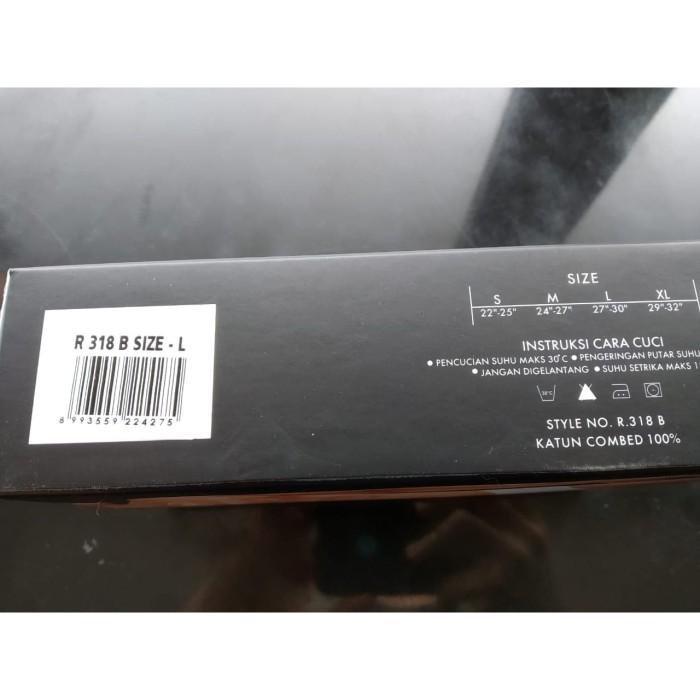 R 318 B SIZE - L
8 993559 224275
SIZE
S M L XL
22"-25" 24"-27" 27"-30" 29"-32"
INSTRUKSI CARA CUCI
• PENCUCIAN SUHU MAKS 30°C • PENGERINGAN PUTAR SUHU
• JANGAN DIGELANTANG • SUHU SETRIKA MAKS
30°C
STYLE NO. R.318 B
KATUN COMBED 100%